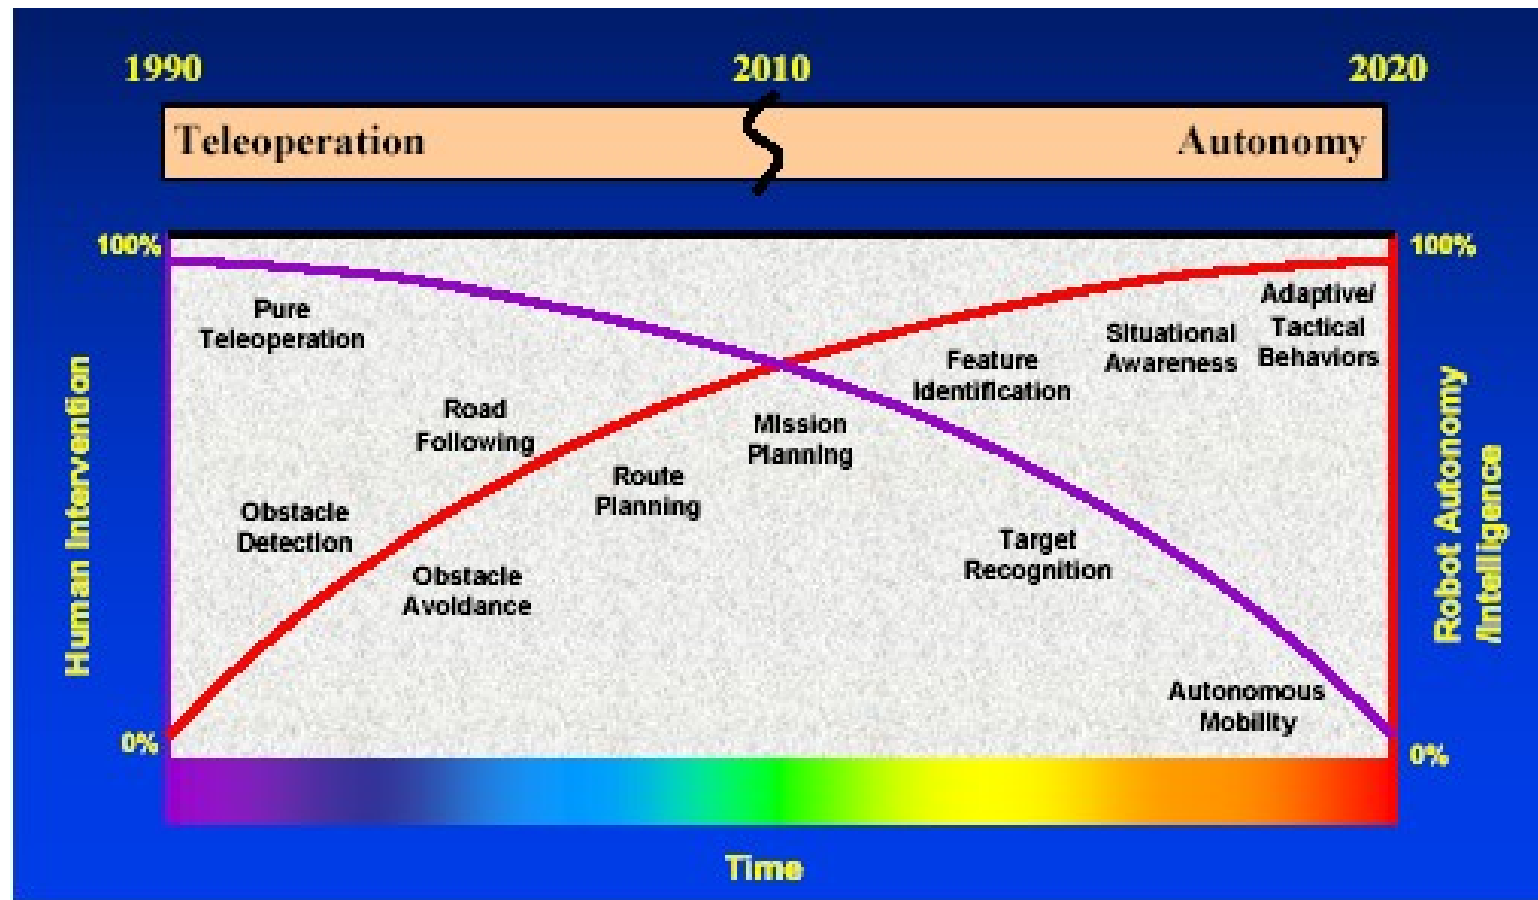 1990
2010
2020
Teleoperation
Autonomy
100%
100%
Pure
Teleoperation
Adaptive/
Tactical
Behaviors
Situational
Awareness
Feature
Identification
Road
Following
Mission
Planning
Route
Planning
Obstacle
Detection
Obstacle
Avoidance
Target
Recognition
Autonomous
Mobility
Human Intervention
Robot Autonomy
/Intelligence
0%
0%
Time